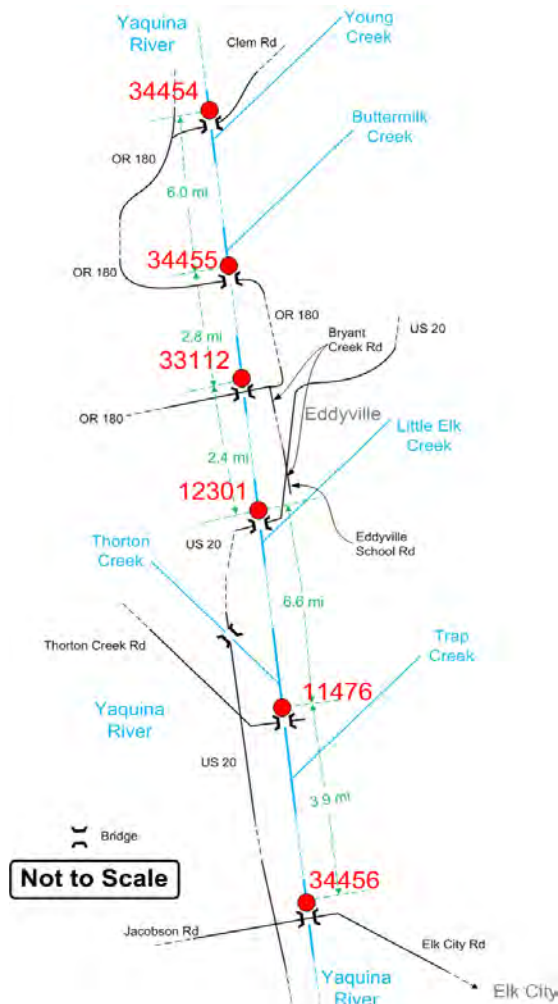 Yaquina
River
Young
Creek
Clem Rd
34454
Buttermilk
Creek
OR 180
6.0 mi
34455
OR 180
OR 180
2.8 mi
Bryant
Creek Rd
US 20
33112
Eddyville
OR 180
Little Elk
Creek
2.4 mi
12301
US 20
Eddyville
School Rd
Thorton
Creek
6.6 mi
Trap
Creek
Thorton Creek Rd
11476
Yaquina
River
US 20
3.9 mi
Bridge
Not to Scale
34456
Jacobson Rd
Elk City Rd
Yaquina
River
Elk City